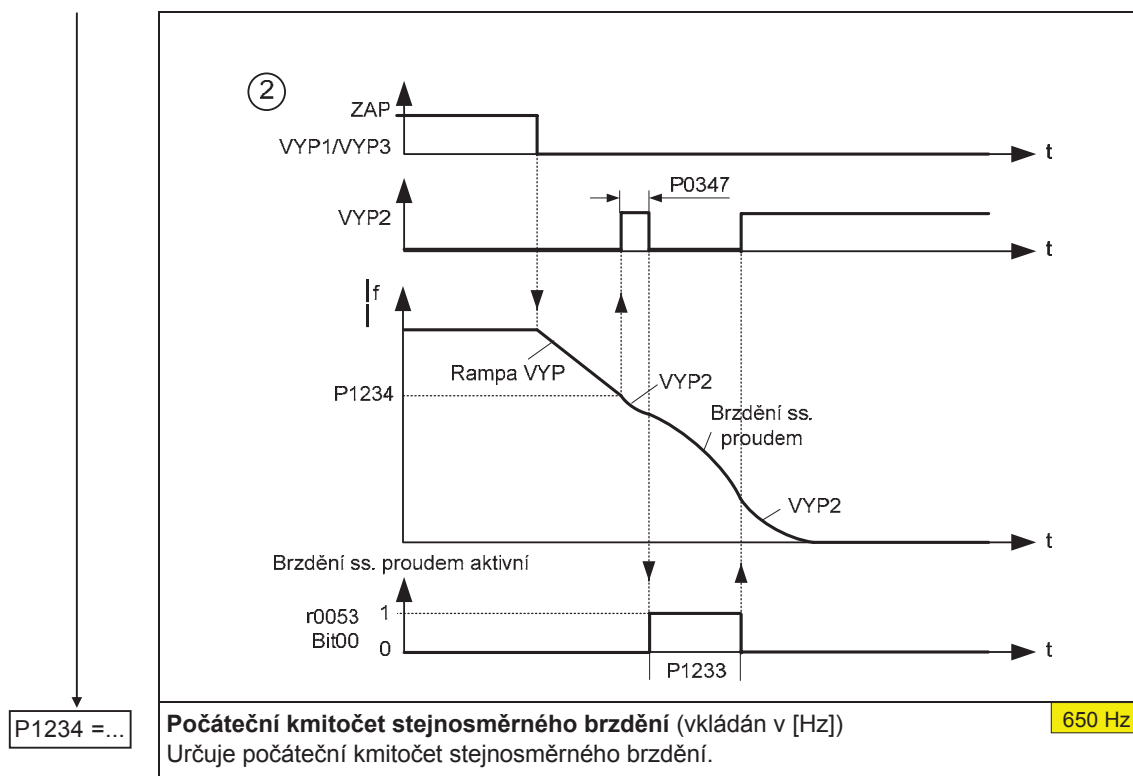 2
ZAP
VYP1/VYP3
t
P0347
VYP2
t
|f|
Rampa VYP
VYP2
P1234
Brzdění ss.
proudem
VYP2
t
Brzdění ss. proudem aktivní
r0053
Bit00
1
0
t
P1233
P1234 =...
Počáteční kmitočet stejnosměrného brzdění (vkládán v [Hz])
650 Hz
Určuje počáteční kmitočet stejnosměrného brzdění.